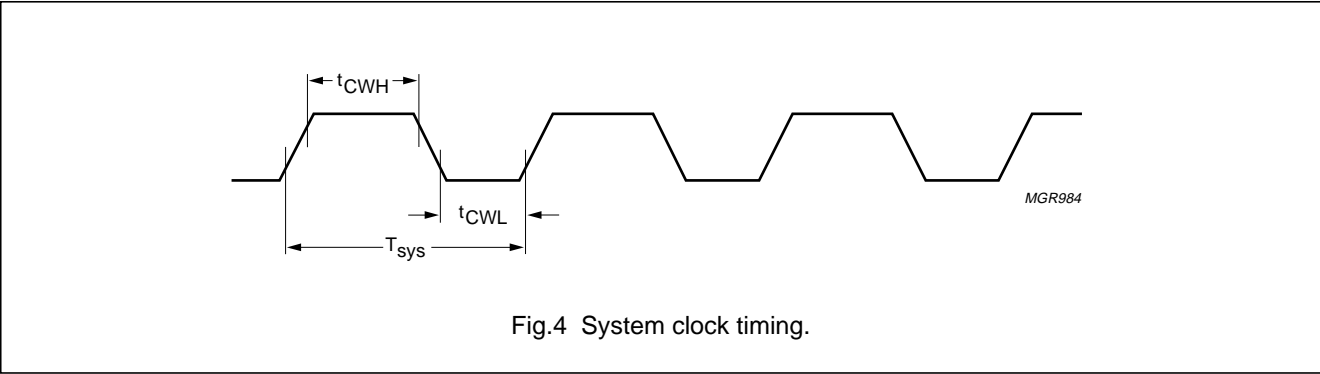 tCWH
MGR984
tCWL
Tsys
Fig.4 System clock timing.